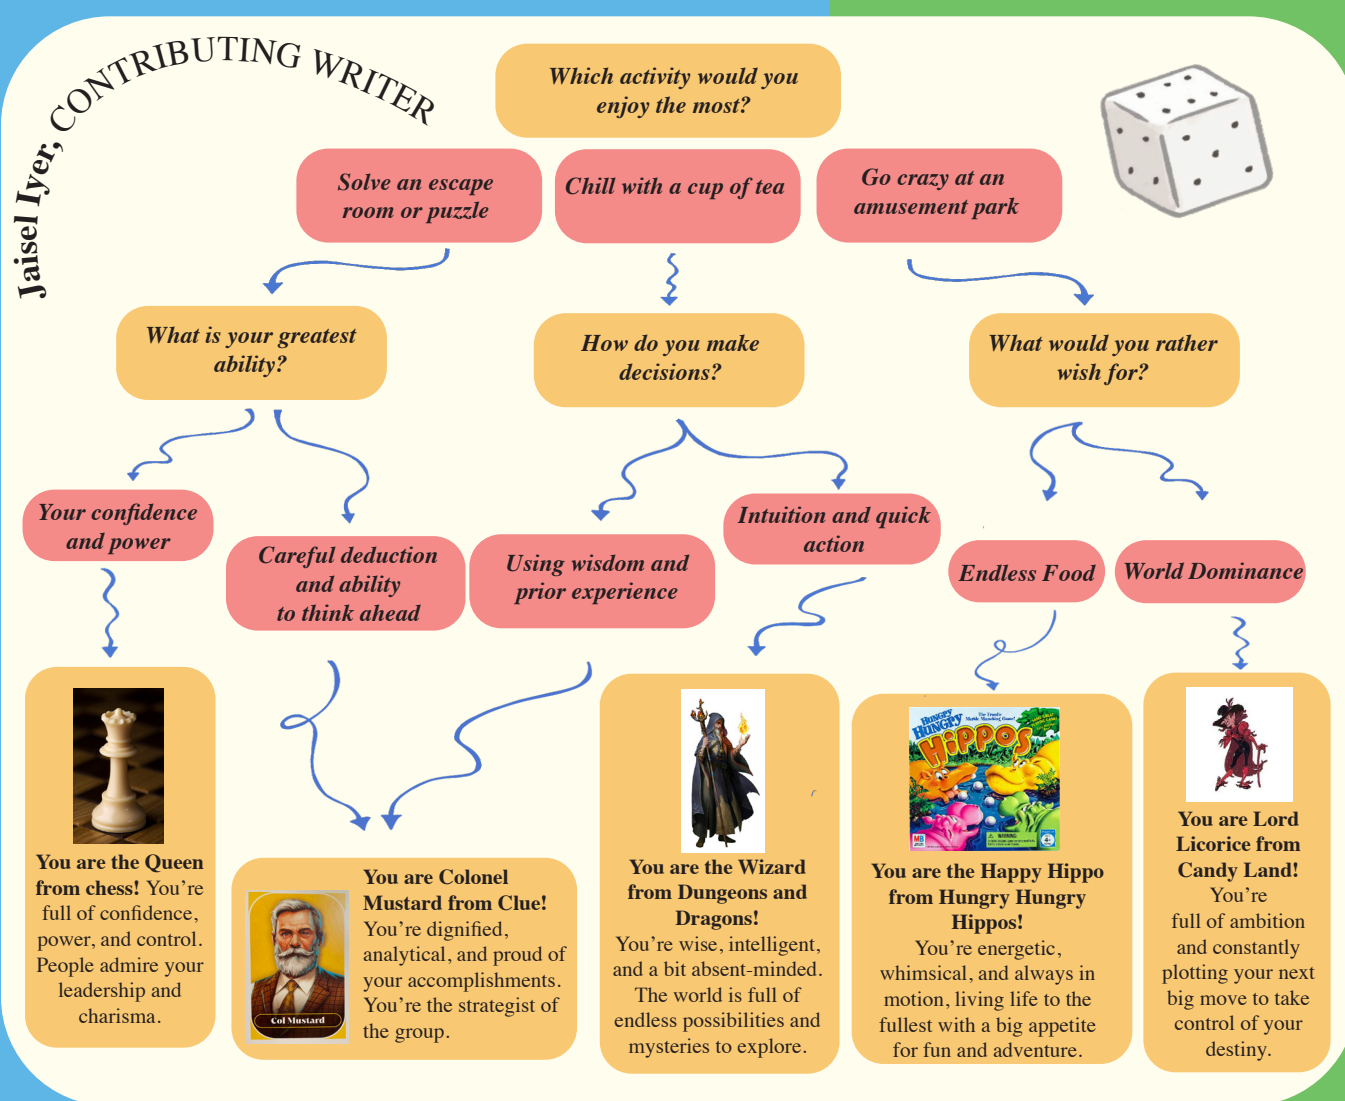 Jaisel Iyer, CONTRIBUTING WRITER
Which activity would you
enjoy the most?
Solve an escape
room or puzzle
Chill with a cup of tea
Go crazy at an
amusement park
What is your greatest
ability?
How do you make
decisions?
What would you rather
wish for?
Your confidence
and power
Careful deduction
and ability
to think ahead
Using wisdom and
prior experience
Intuition and quick
action
Endless Food
World Dominance
You are the Queen
from chess! You're
full of confidence,
power, and control.
People admire your
leadership and
charisma.
Col Mustard
You are Colonel
Mustard from Clue!
You're dignified,
analytical, and proud of
your accomplishments.
You're the strategist of
the group.
You are the Wizard
from Dungeons and
Dragons!
You're wise, intelligent,
and a bit absent-minded.
The world is full of
endless possibilities and
mysteries to explore.
HUNGRY
HUNGRY
HiPPOS
MB
You are the Happy Hippo
from Hungry Hungry
Hippos!
You're energetic,
whimsical, and always in
motion, living life to the
fullest with a big appetite
for fun and adventure.
You are Lord
Licorice from
Candy Land!
You're
full of ambition
and constantly
plotting your next
big move to take
control of your
destiny.